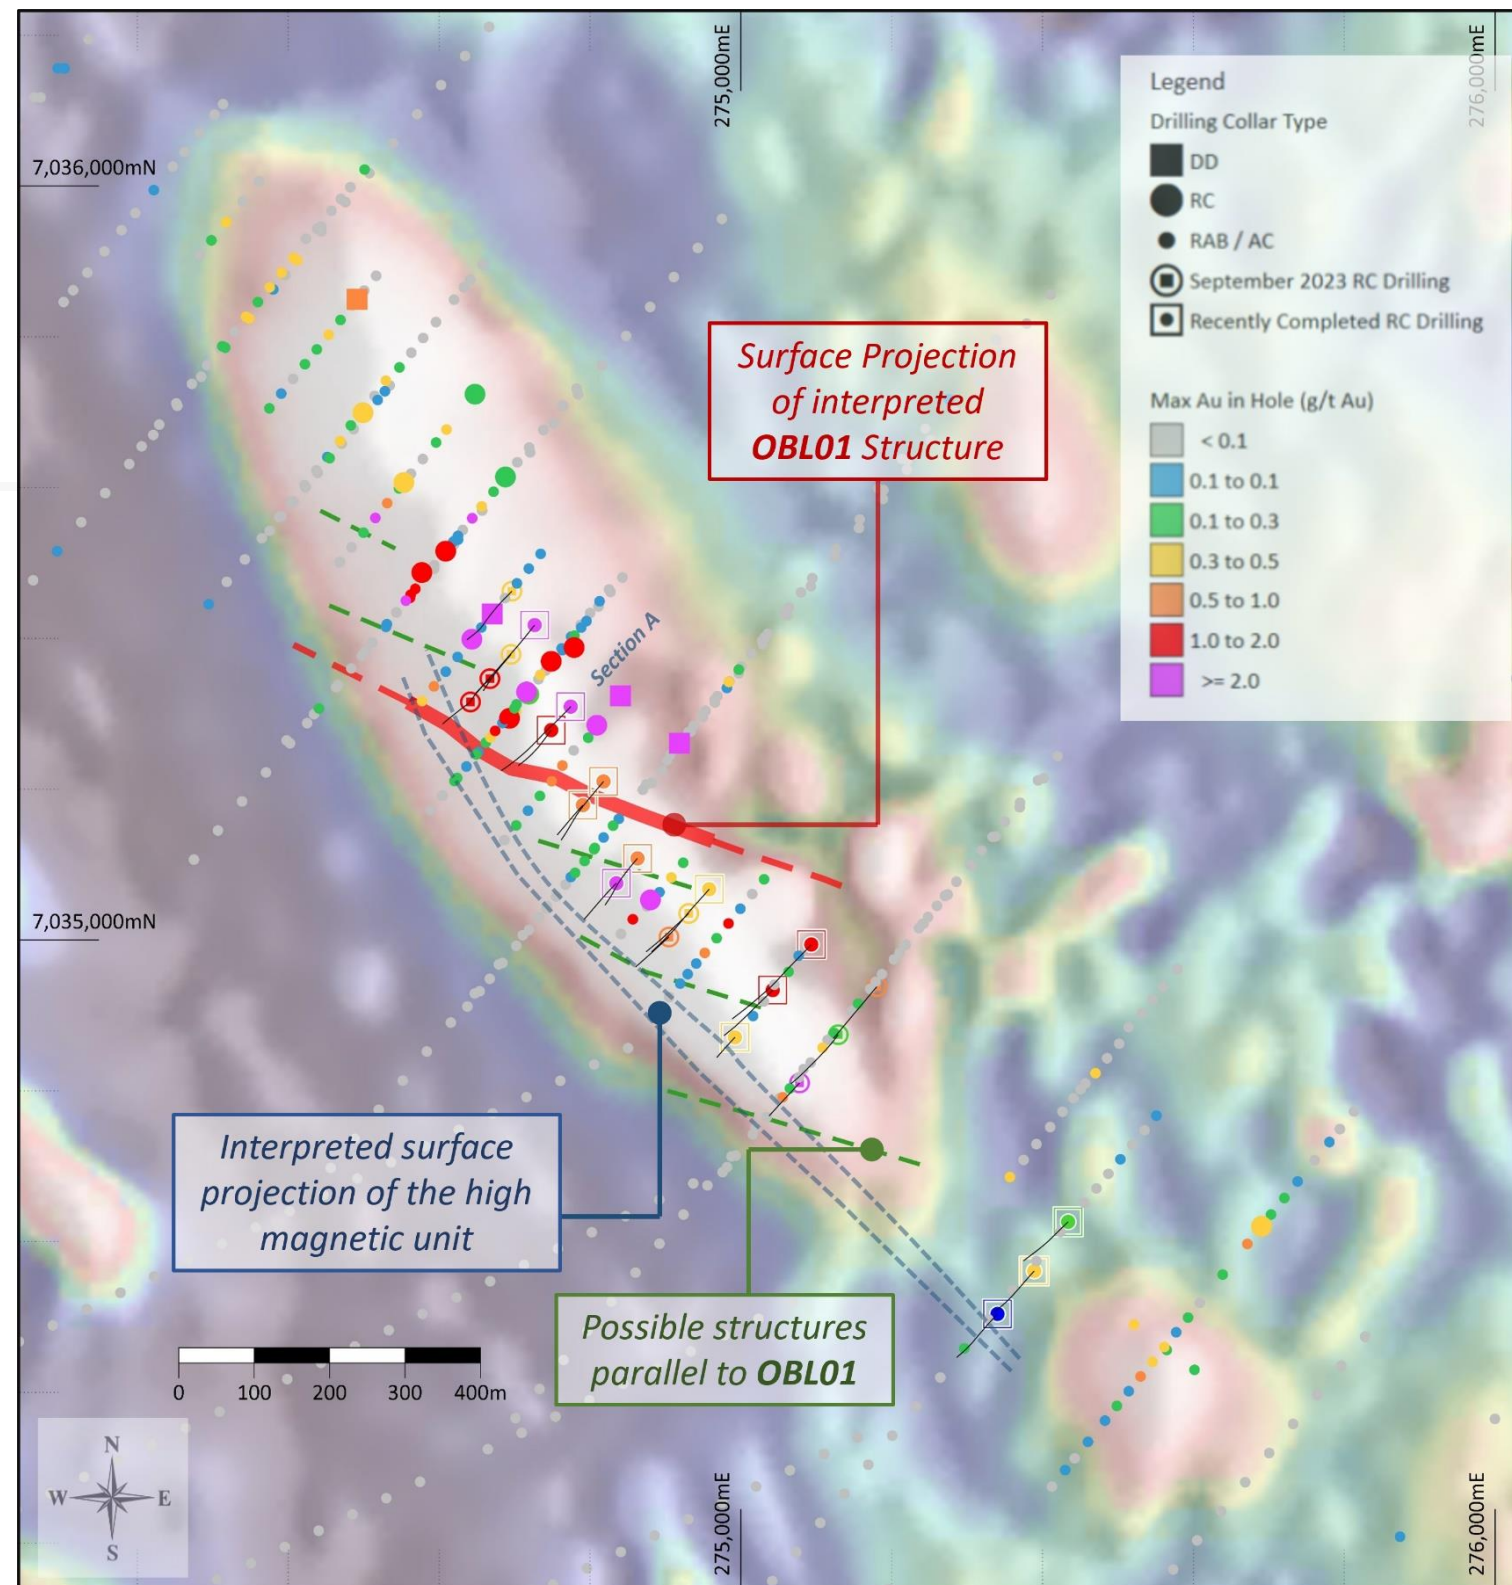 275,000mE
276,000mE
7,036,000mN
Legend
Drilling Collar Type
DD
RC
RAB / AC
September 2023 RC Drilling
Recently Completed RC Drilling
Max Au in Hole (g/t Au)
< 0.1
0.1 to 0.1
0.1 to 0.3
0.3 to 0.5
0.5 to 1.0
1.0 to 2.0
>= 2.0
Surface Projection
of interpreted
OBL01 Structure
Section A
7,035,000mN
Interpreted surface
projection of the high
magnetic unit
Possible structures
parallel to OBL01
0 100 200 300 400m
N
W E
S
275,000mE
276,000mE